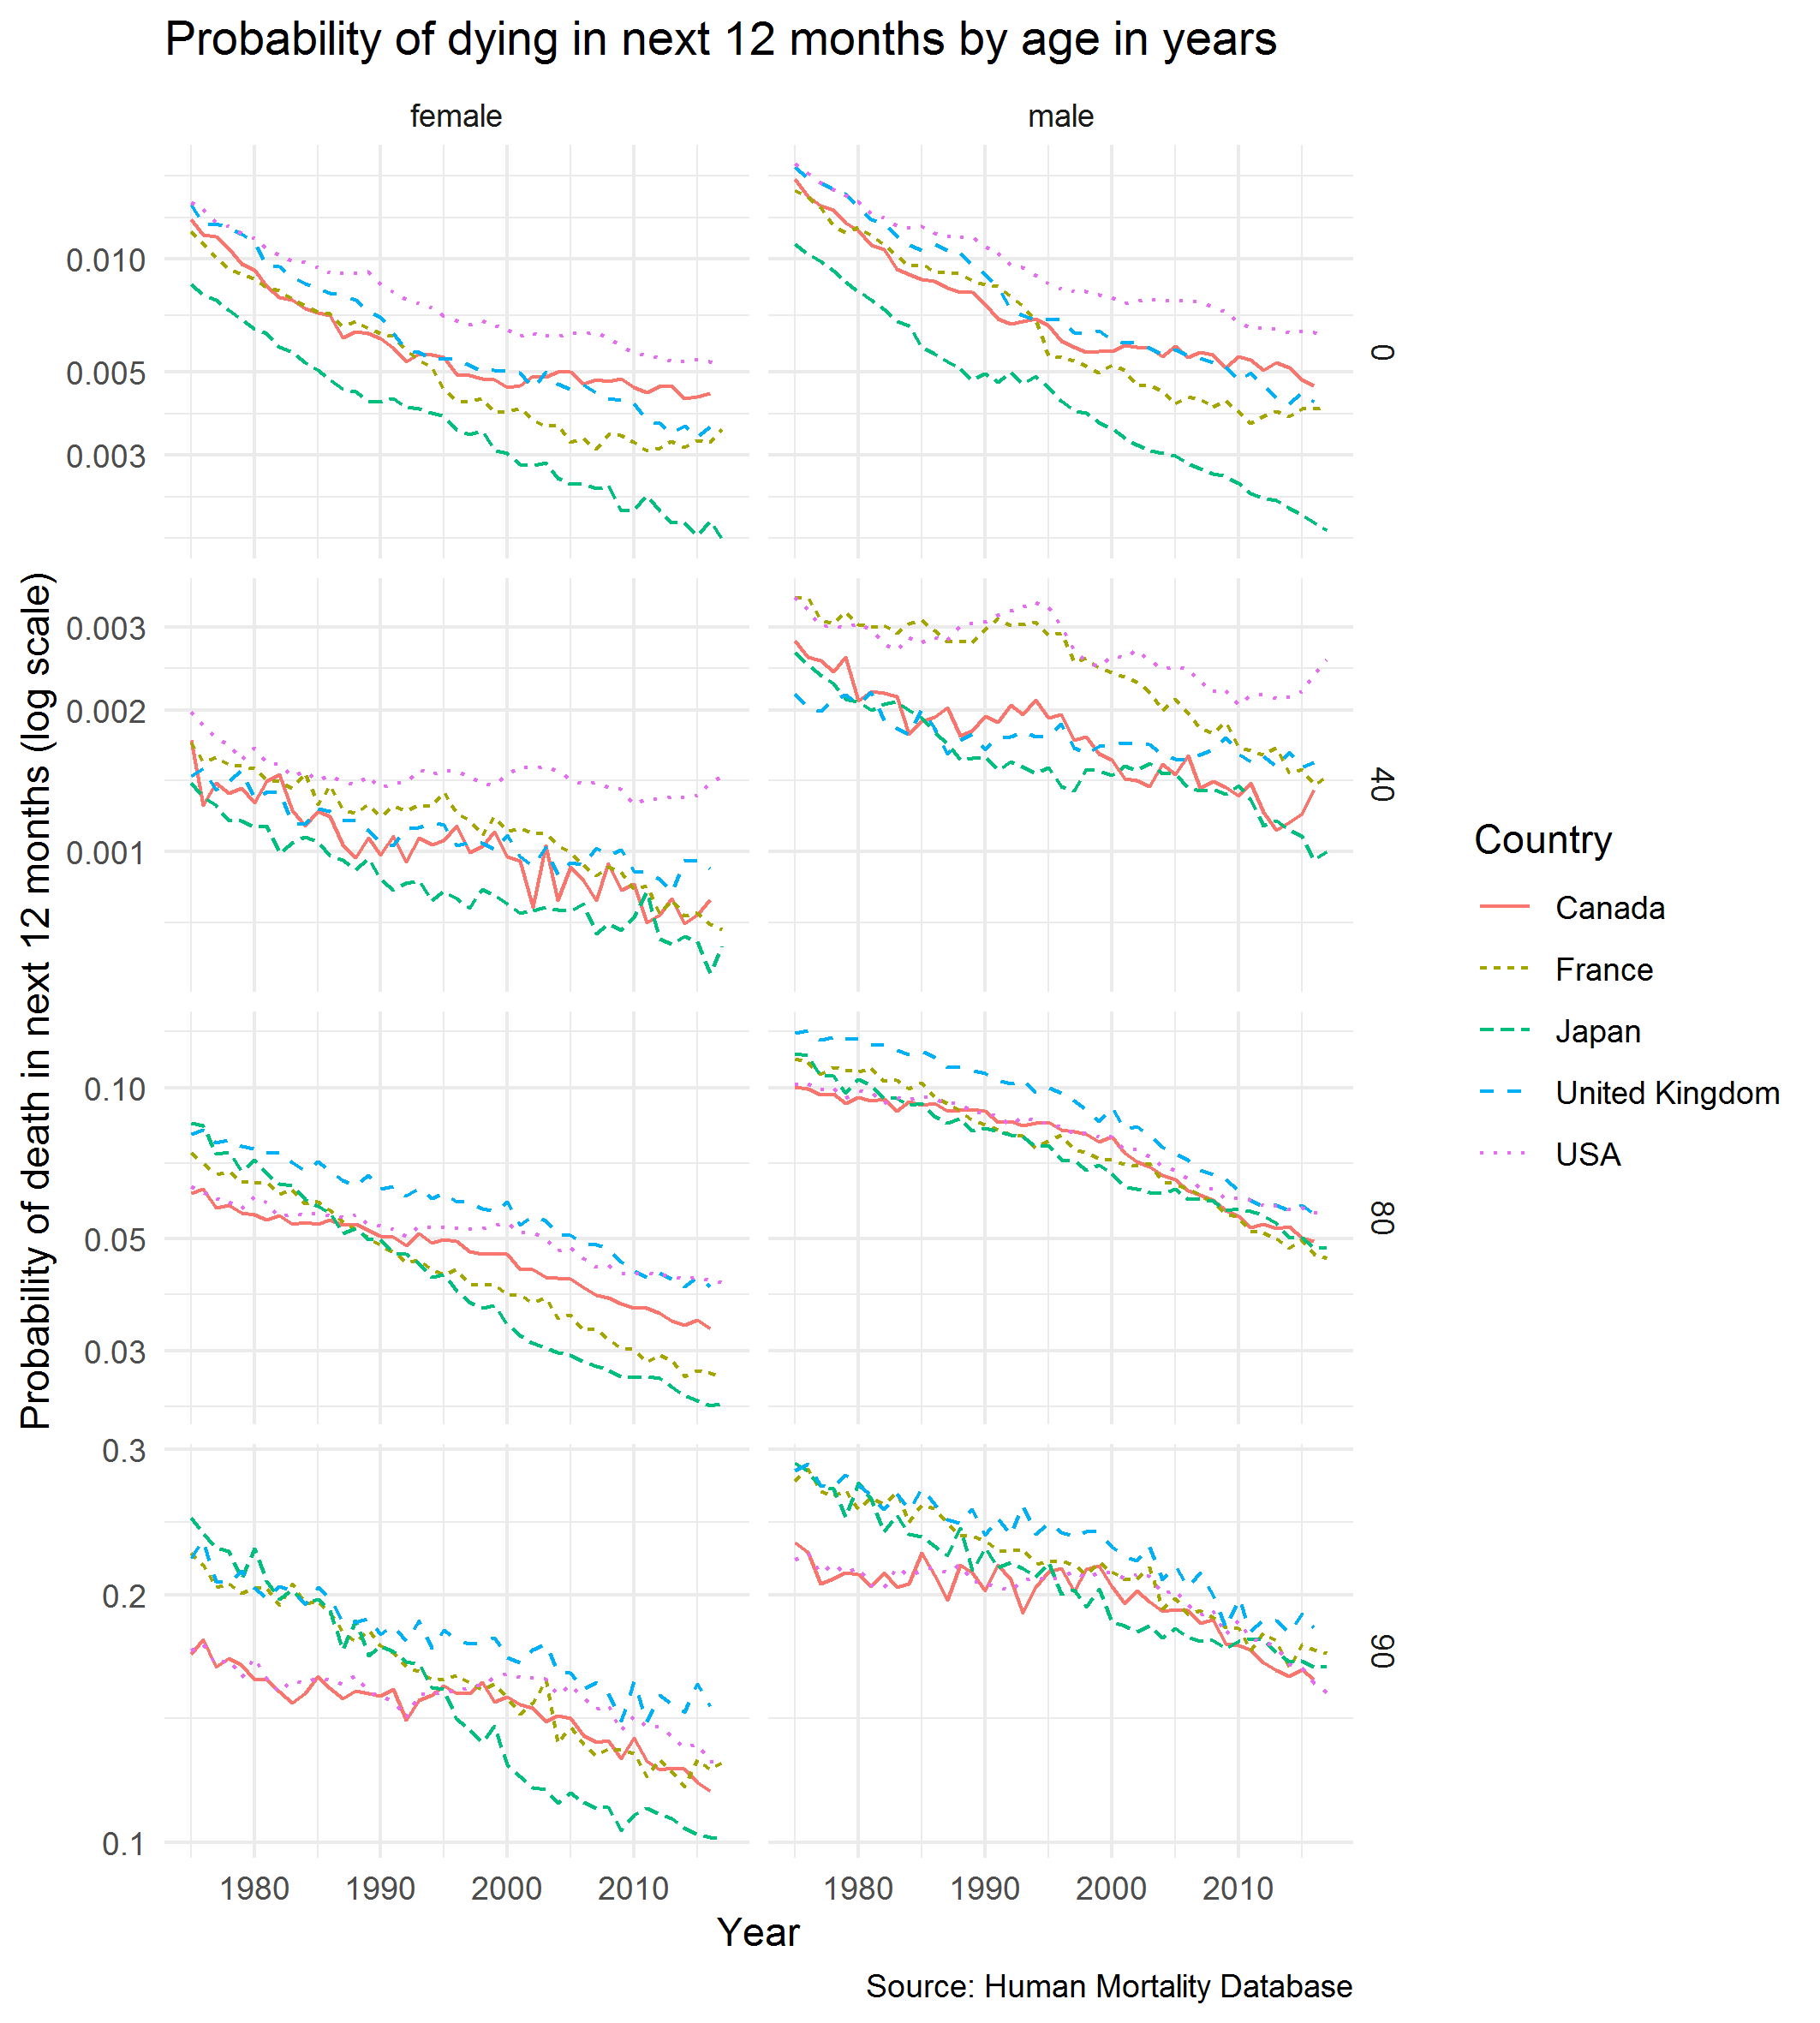 Probability of dying in next 12 months by age in years
female
male
0.010
0.005
0.003
0
0.003
0.002
0.001
40
0.10
0.05
0.03
80
0.3
0.2
0.1
90
Probability of death in next 12 months (log scale)
1980 1990 2000 2010
1980 1990 2000 2010
Year
Source: Human Mortality Database
Country
Canada
France
Japan
United Kingdom
USA